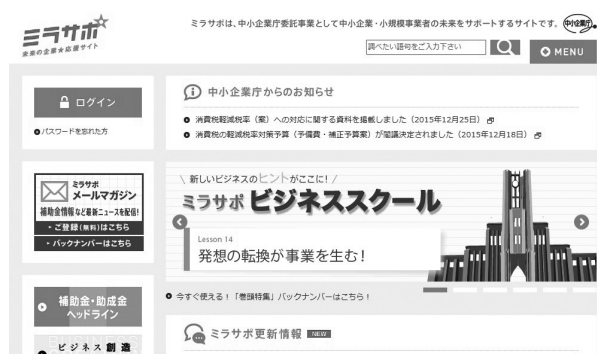 ミラサポ
未来の企業★応援サイト
ミラサポは、中小企業庁委託事業として中小企業・小規模事業者の未来をサポートするサイトです。
中小企業庁
調べたい語句をご入力下さい
MENU
ログイン
パスワードを忘れた方
中小企業庁からのお知らせ
消費税軽減税率（案）への対応に関する資料を掲載しました（2015年12月25日）
消費税の軽減税率対策予算（予備費・補正予算案）が閣議決定されました（2015年12月18日）
ミラサポ
メールマガジン
補助金情報など最新ニュースを配信!
・ご登録(無料)はこちら
・バックナンバーはこちら
\ 新しいビジネスのヒントがここに! /
ミラサポ ビジネススクール
Lesson 14
発想の転換が事業を生む!
今すぐ使える！「巻頭特集」バックナンバーはこちら！
補助金・助成金
ヘッドライン
ミラサポ更新情報 NEW
ビジネス創造